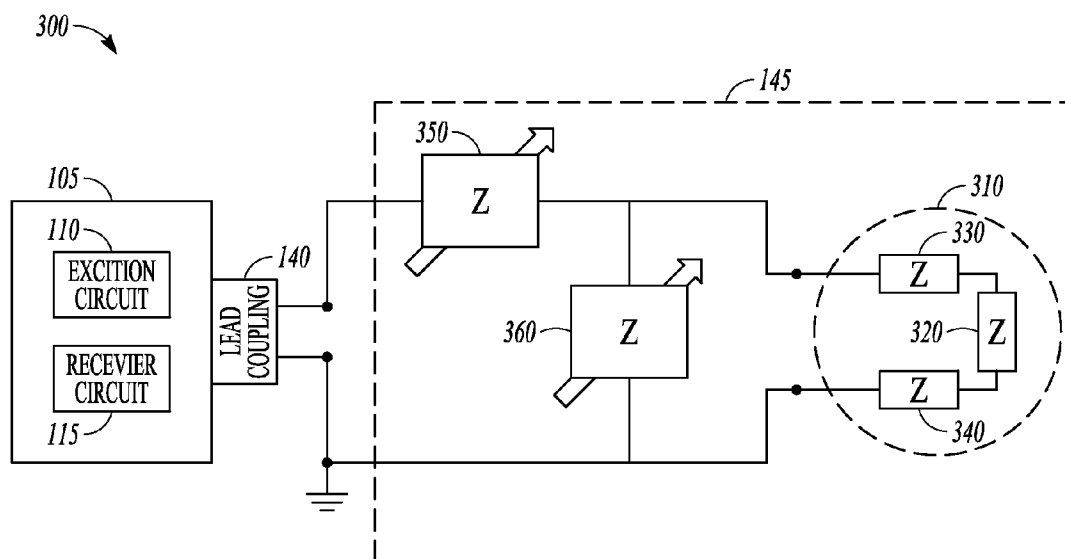 300
145
350
Z
105
110
EXCITION
CIRCUIT
140
LEAD
COUPLING
RECEVIER
CIRCUIT
115
360
Z
310
330
Z
320
Z
Z
340